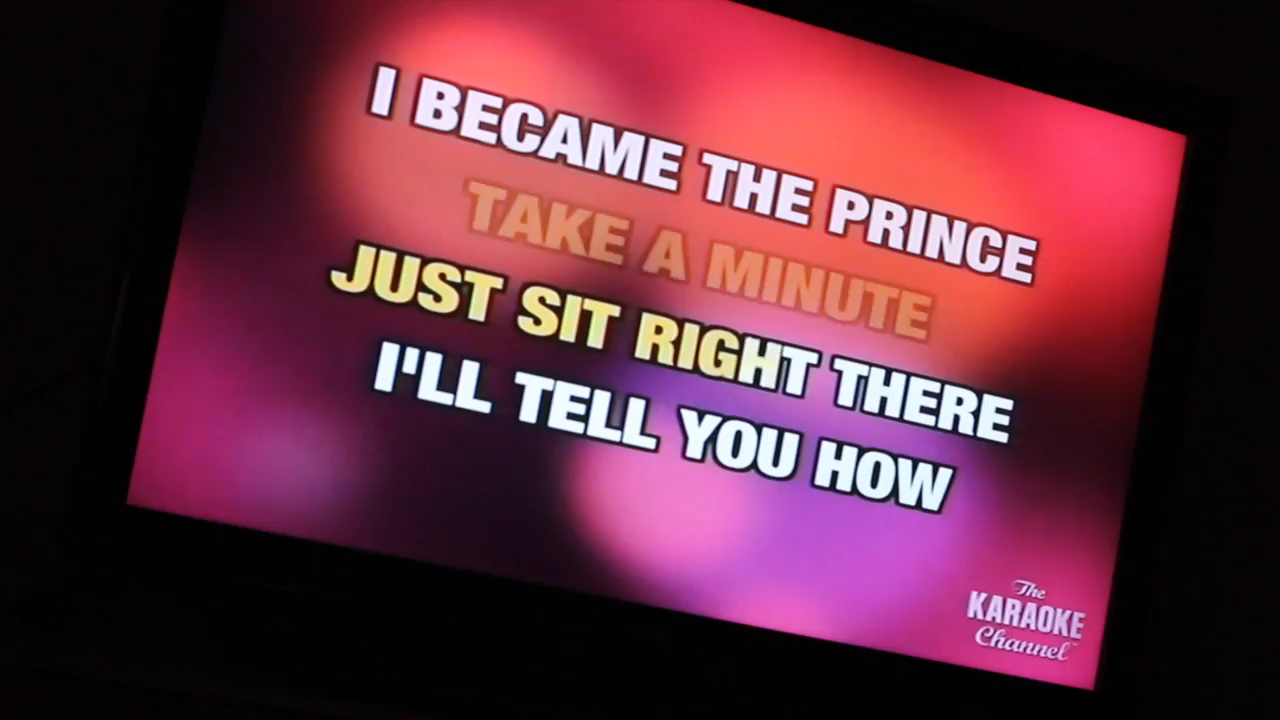 I BECAME THE PRINCE
TAKE A MINUTE
JUST SIT RIGHT THERE
I'LL TELL YOU HOW
The
KARAOKE
Channel